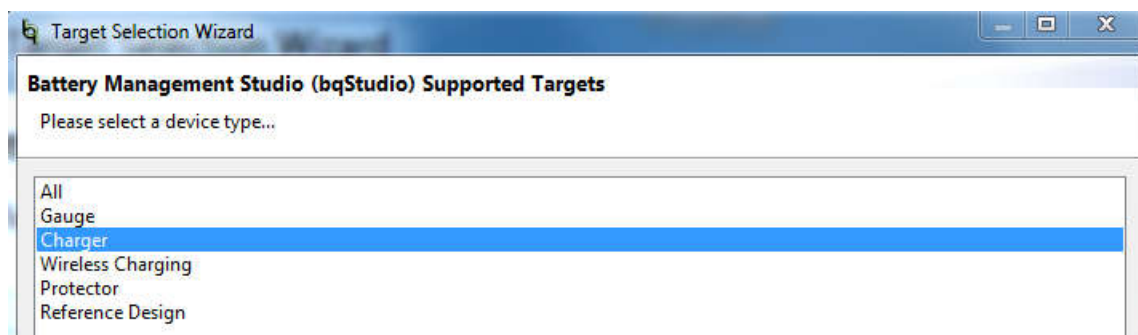 Target Selection Wizard
Battery Management Studio (bqStudio) Supported Targets
Please select a device type...
All
Gauge
Charger
Wireless Charging
Protector
Reference Design